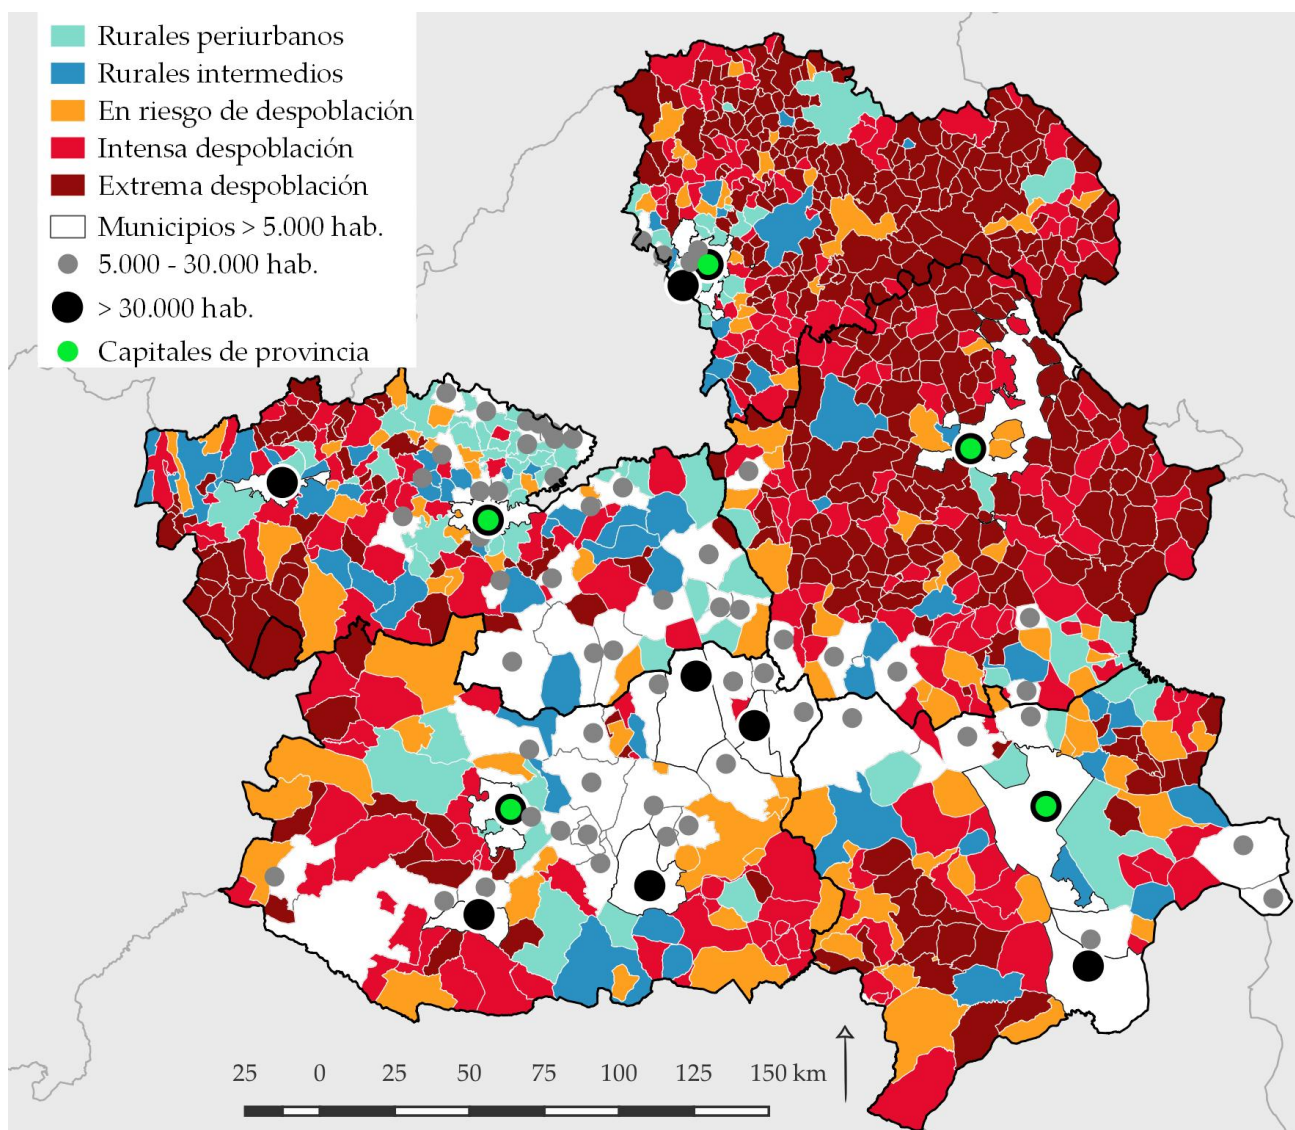 Rurales periurbanos
Rurales intermedios
En riesgo de despoblación
Intensa despoblación
Extrema despoblación
Municipios > 5.000 hab.
5.000 - 30.000 hab.
> 30.000 hab.
Capitales de provincia
25 0 25 50 75 100 125 150 km